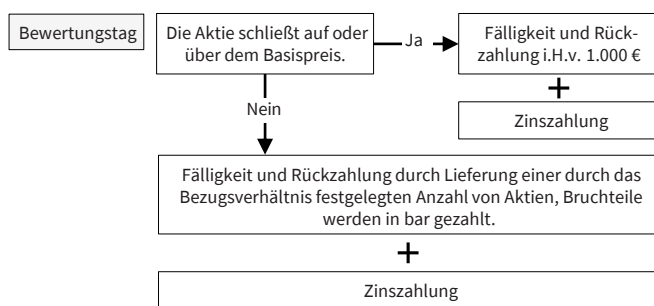 Bewertungstag
Die Aktie schließt auf oder
über dem Basispreis.
Ja
Fälligkeit und Rück-
zahlung i.H.v. 1.000 €
+
Zinszahlung
Nein
Fälligkeit und Rückzahlung durch Lieferung einer durch das
Bezugsverhältnis festgelegten Anzahl von Aktien, Bruchteile
werden in bar gezahlt.
+
Zinszahlung